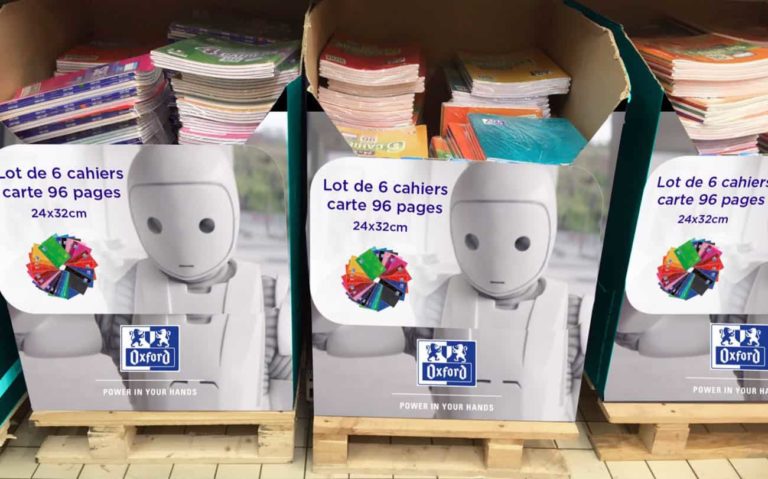 Lot de 6 cahiers
carte 96 pages
24x32cm
Oxford
POWER IN YOUR HANDS
Lot de 6 cahiers
carte 96 pages
24x32cm
Oxford
POWER IN YOUR HANDS
Lot de 6 cahiers
carte 96 pages
24x32cm
Oxford
POWER IN YOUR HA